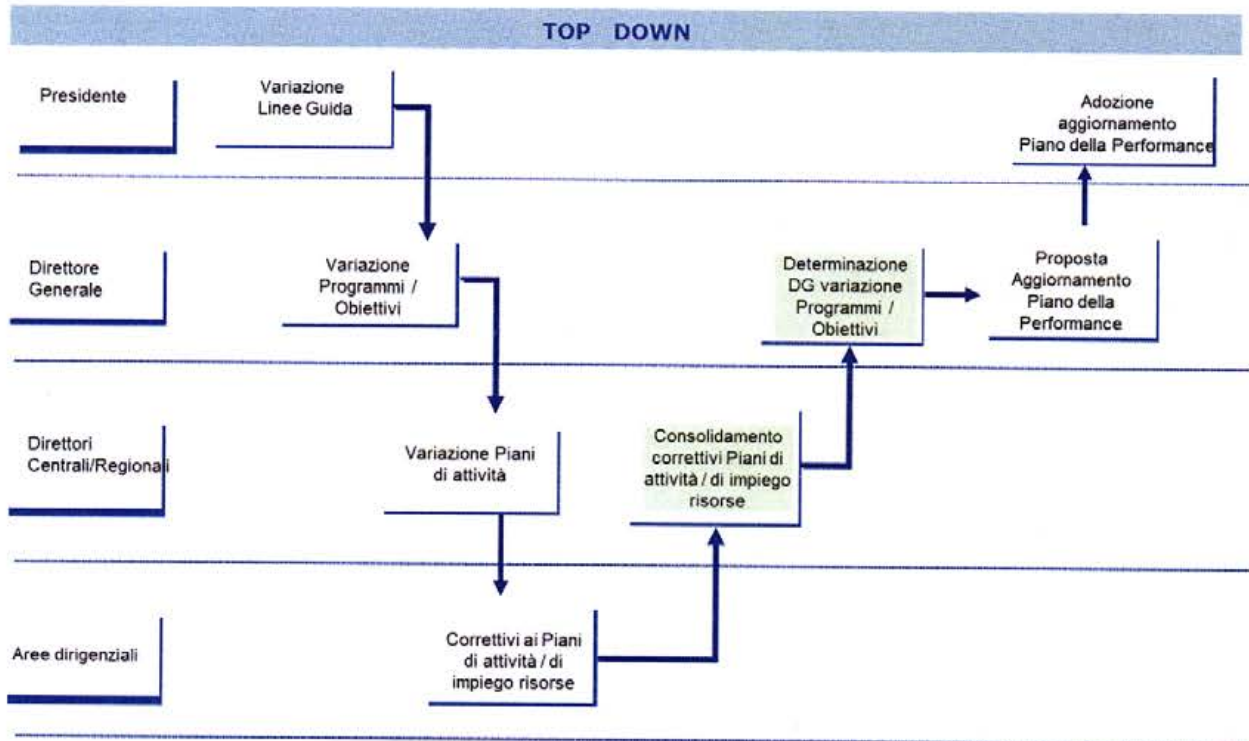 TOP DOWN
Presidente
Variazione
Linee Guida
Adozione
aggiornamento
Piano della Performance
Direttore
Generale
Variazione
Programmi /
Obiettivi
Determinazione
DG variazione
Programmi /
Obiettivi
Proposta
Aggiornamento
Piano della
Performance
Direttori
Centrali/Regionali
Variazione Piani
di attività
Consolidamento
correttivi Piani di
attività / di impiego
risorse
Aree dirigenziali
Correttivi ai Piani
di attività / di
impiego risorse